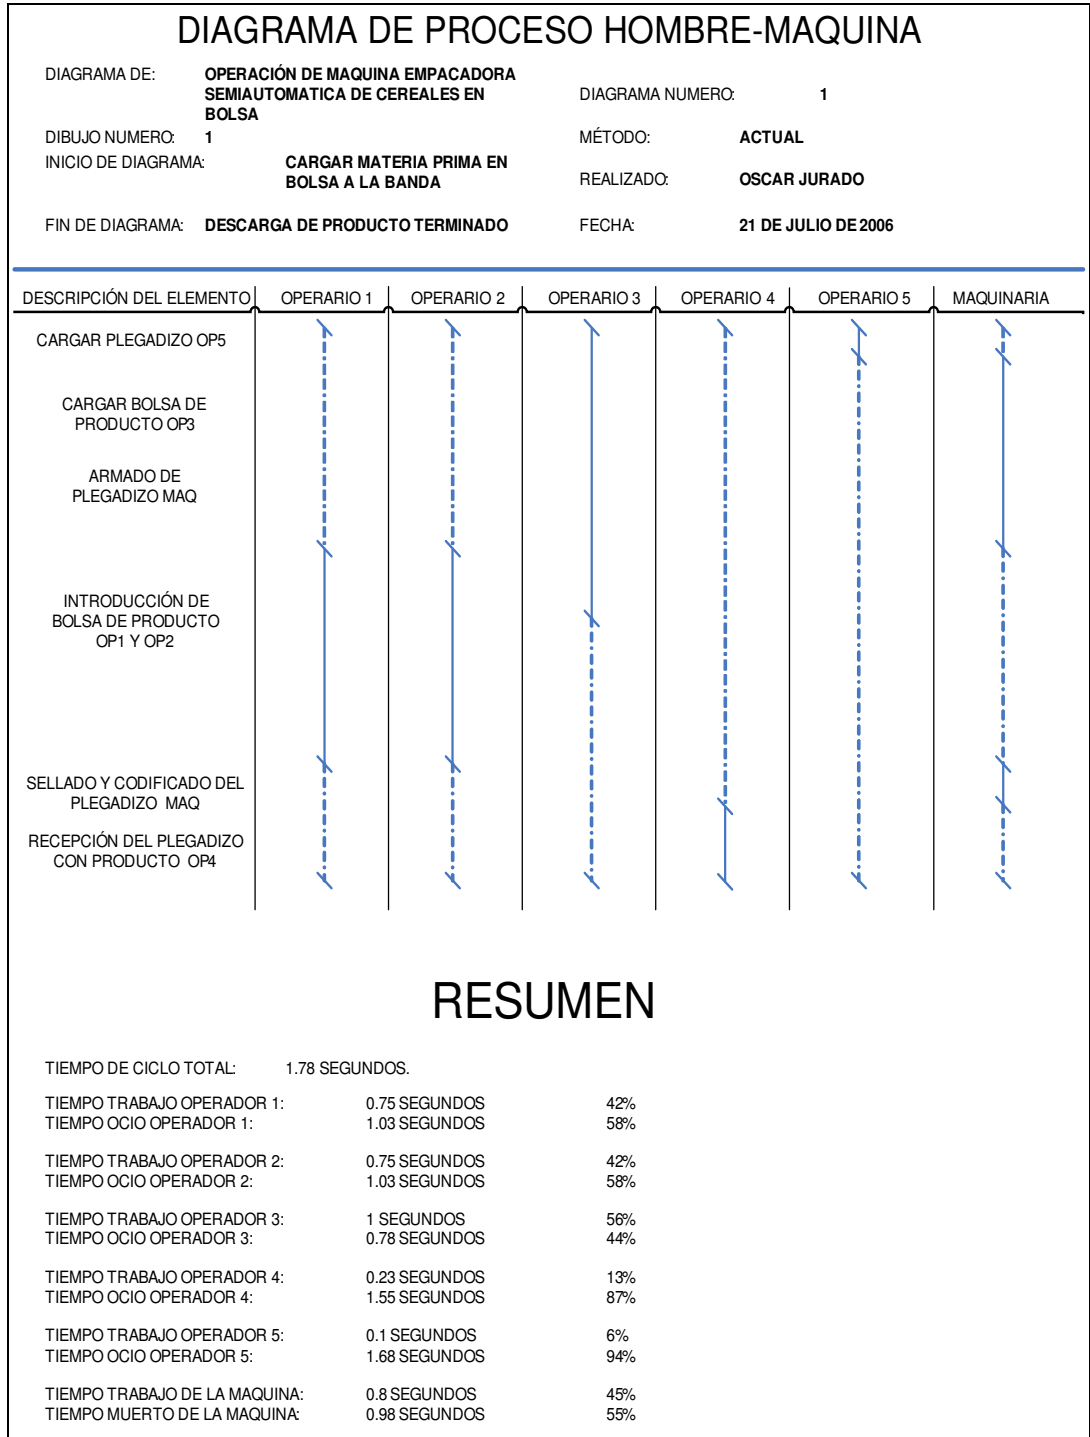 DIAGRAMA DE PROCESO HOMBRE-MAQUINA
DIAGRAMA DE: OPERACIÓN DE MAQUINA EMPACADORA
SEMIAUTOMATICA DE CEREALES EN
BOLSA
DIAGRAMA NUMERO: 1
DIBUJO NUMERO: 1
MÉTODO: ACTUAL
INICIO DE DIAGRAMA: CARGAR MATERIA PRIMA EN
BOLSA A LA BANDA
REALIZADO: OSCAR JURADO
FIN DE DIAGRAMA: DESCARGA DE PRODUCTO TERMINADO
FECHA: 21 DE JULIO DE 2006
DESCRIPCIÓN DEL ELEMENTO OPERARIO 1 OPERARIO 2 OPERARIO 3 OPERARIO 4 OPERARIO 5 MAQUINARIA
CARGAR PLEGADIZO OP5
CARGAR BOLSA DE
PRODUCTO OP3
ARMADO DE
PLEGADIZO MAQ
INTRODUCCIÓN DE
BOLSA DE PRODUCTO
OP1 Y OP2
SELLADO Y CODIFICADO DEL
PLEGADIZO MAQ
RECEPCIÓN DEL PLEGADIZO
CON PRODUCTO OP4
RESUMEN
TIEMPO DE CICLO TOTAL: 1.78 SEGUNDOS.
TIEMPO TRABAJO OPERADOR 1: 0.75 SEGUNDOS 42%
TIEMPO OCIO OPERADOR 1: 1.03 SEGUNDOS 58%
TIEMPO TRABAJO OPERADOR 2: 0.75 SEGUNDOS 42%
TIEMPO OCIO OPERADOR 2: 1.03 SEGUNDOS 58%
TIEMPO TRABAJO OPERADOR 3: 1 SEGUNDOS 56%
TIEMPO OCIO OPERADOR 3: 0.78 SEGUNDOS 44%
TIEMPO TRABAJO OPERADOR 4: 0.23 SEGUNDOS 13%
TIEMPO OCIO OPERADOR 4: 1.55 SEGUNDOS 87%
TIEMPO TRABAJO OPERADOR 5: 0.1 SEGUNDOS 6%
TIEMPO OCIO OPERADOR 5: 1.68 SEGUNDOS 94%
TIEMPO TRABAJO DE LA MAQUINA: 0.8 SEGUNDOS 45%
TIEMPO MUERTO DE LA MAQUINA: 0.98 SEGUNDOS 55%